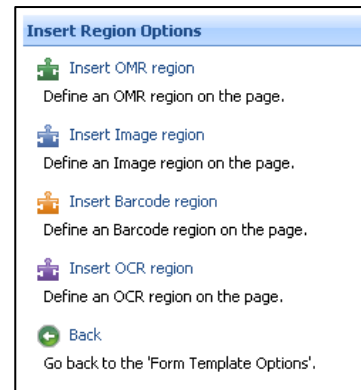 Insert Region Options
Insert OMR region
Define an OMR region on the page.
Insert Image region
Define an Image region on the page.
Insert Barcode region
Define an Barcode region on the page.
Insert OCR region
Define an OCR region on the page.
Back
Go back to the 'Form Template Options'.